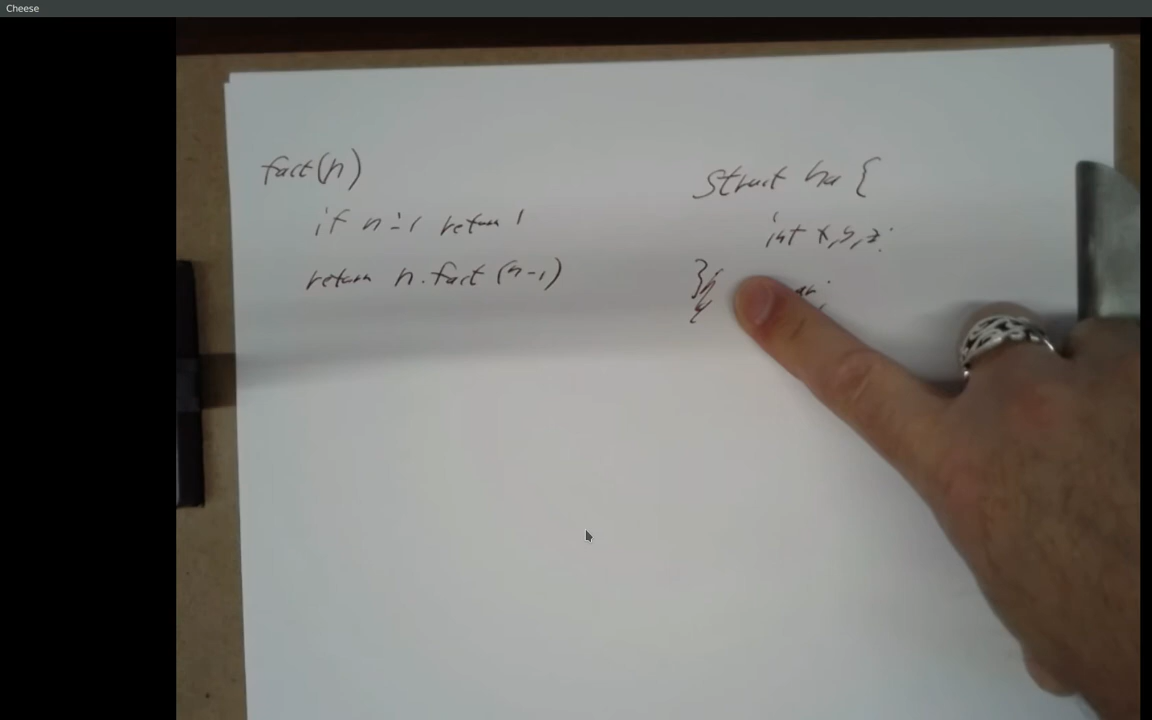 Cheese
fact(n)
if n=1 return 1
return n.fact(n-1)
struct ha {
int x,y,z;
};